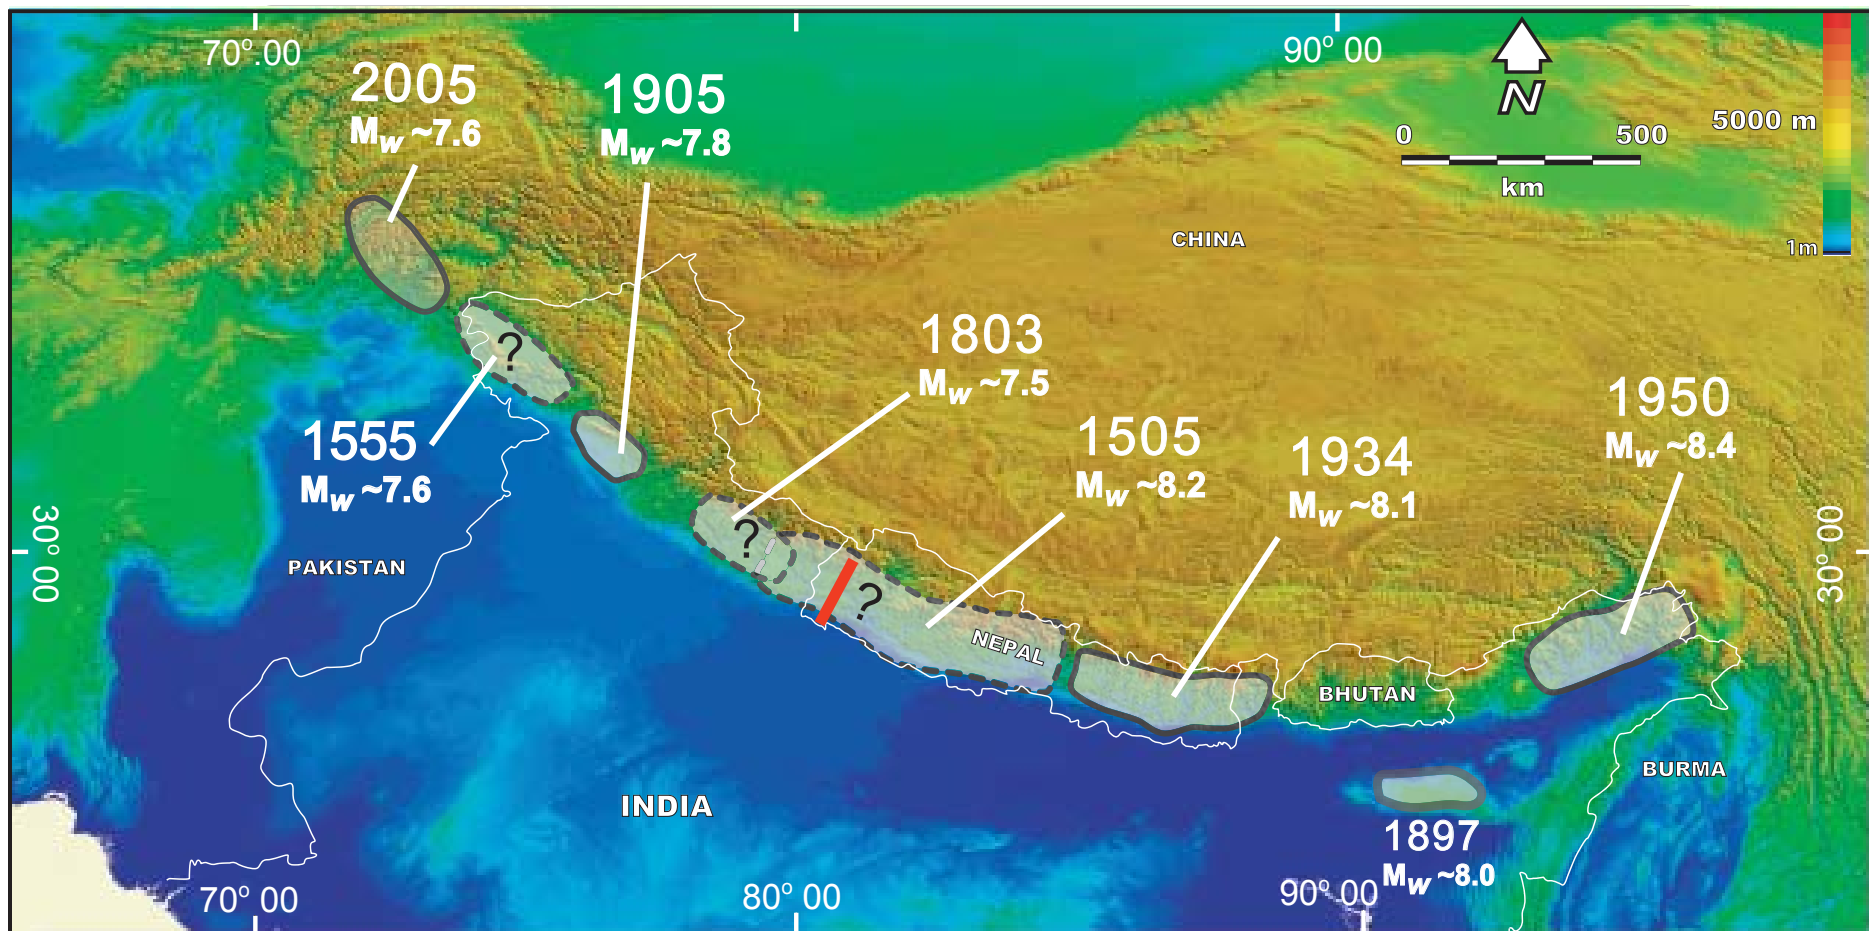 70° 00
90° 00
N
2005
Mw ~7.6
1905
Mw ~7.8
0 500
km
5000 m
1m
CHINA
1803
Mw ~7.5
?
1555
Mw ~7.6
1505
Mw ~8.2
1934
Mw ~8.1
1950
Mw ~8.4
30° 00
30° 00
PAKISTAN
?
?
NEPAL
BHUTAN
INDIA
BURMA
1897
Mw ~8.0
70° 00
80° 00
90° 00